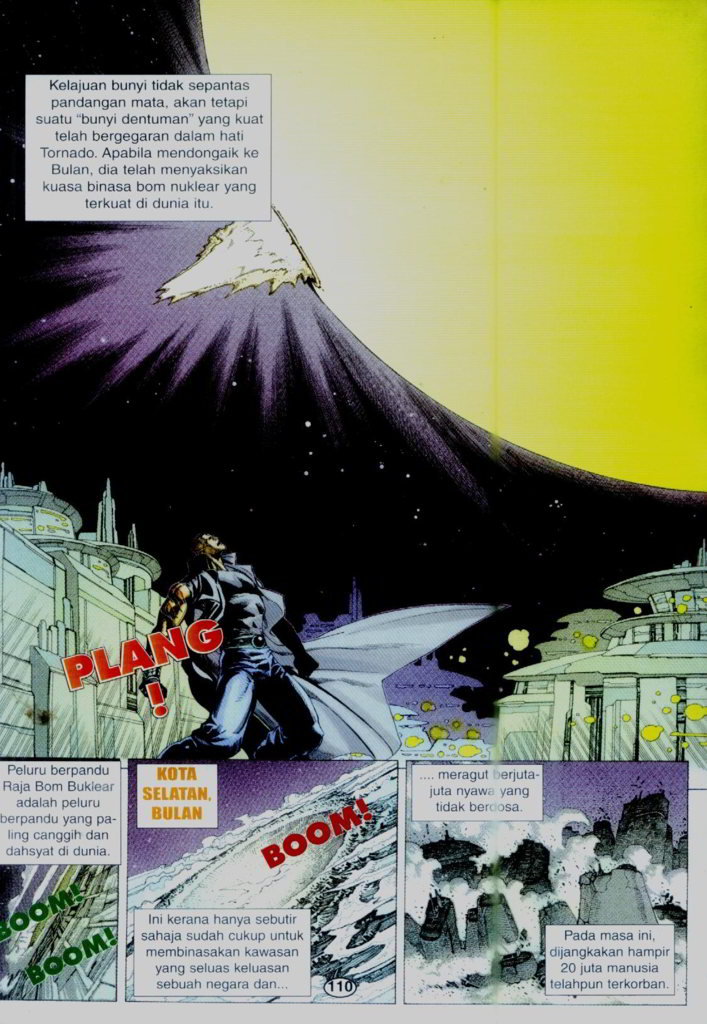 Kelajuan bunyi tidak sepantas
pandangan mata, akan tetapi
suatu "bunyi dentuman" yang kuat
telah bergegaran dalam hati
Tornado. Apabila mendongaik ke
Bulan, dia telah menyaksikan
kuasa binasa bom nuklear yang
terkuat di dunia itu.
PLANG
!
Peluru berpandu
Raja Bom Buklear
adalah peluru
berpandu yang pa-
ling canggih dan
dahsyat di dunia.
BOOM!
BOOM!
KOTA
SELATAN,
BULAN
BOOM!
Ini kerana hanya sebutir
sahaja sudah cukup untuk
membinasakan kawasan
yang seluas keluasan
sebuah negara dan...
.... meragut berjuta-
juta nyawa yang
tidak berdosa.
Pada masa ini,
dijangkakan hampir
20 juta manusia
telahpun terkorban.
110